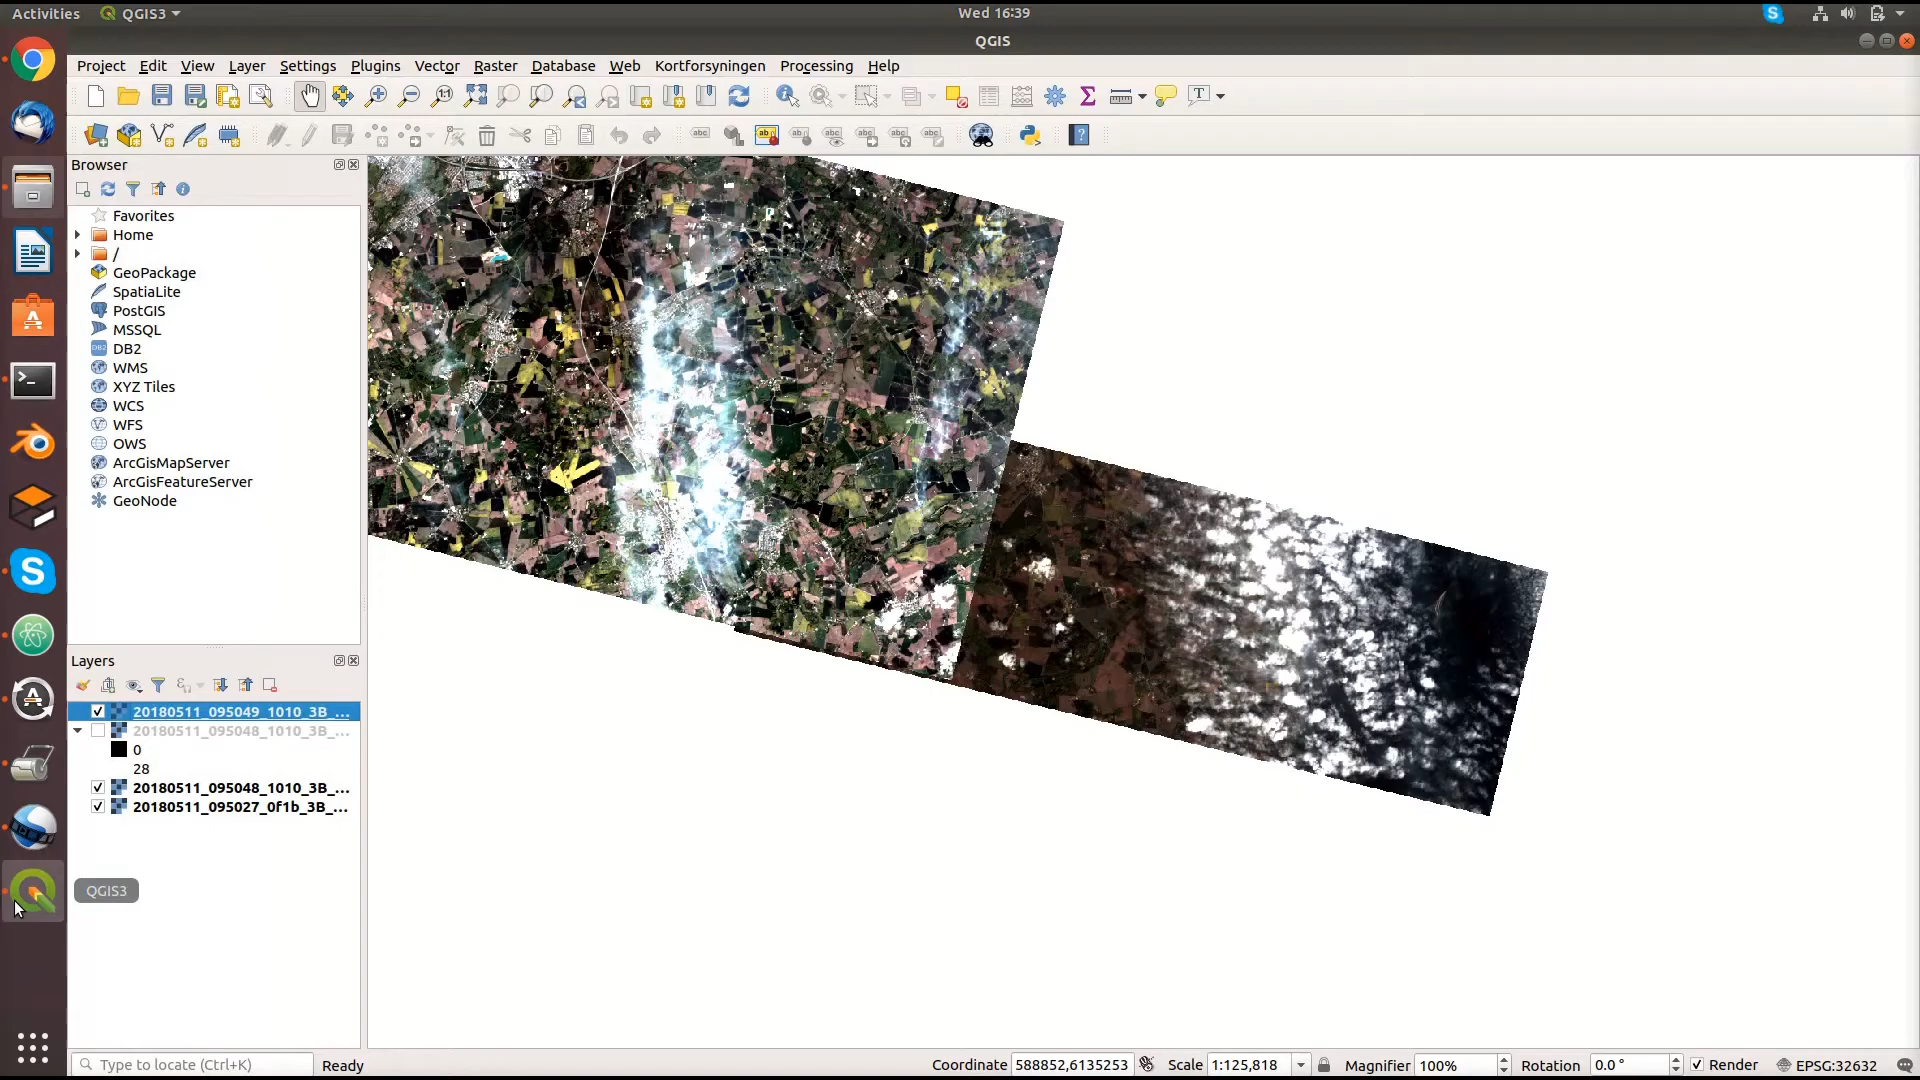 Activities QGIS3 Wed 16:39
QGIS
Project Edit View Layer Settings Plugins Vector Raster Database Web Kortforsyningen Processing Help
Browser
Favorites
Home
/
GeoPackage
SpatiaLite
PostGIS
MSSQL
DB2
WMS
XYZ Tiles
WCS
WFS
OWS
ArcGisMapServer
ArcGisFeatureServer
GeoNode
Layers
20180511_095049_1010_3B_...
20180511_095048_1010_3B_...
0
28
20180511_095048_1010_3B_...
20180511_095027_0f1b_3B_...
QGIS3
Type to locate (Ctrl+K) Ready Coordinate 588852,6135253 Scale 1:125,818 Magnifier 100% Rotation 0.0 ° Render EPSG:32632